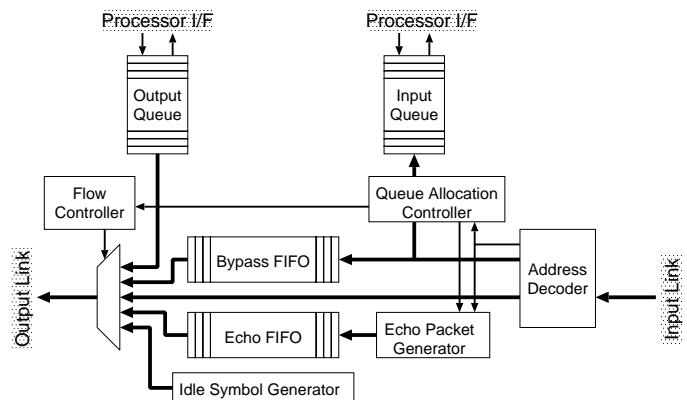 Processor I/F
Processor I/F
Output
Queue
Input
Queue
Flow
Controller
Queue Allocation
Controller
Bypass FIFO
Address
Decoder
Output Link
Input Link
Echo FIFO
Echo Packet
Generator
Idle Symbol Generator